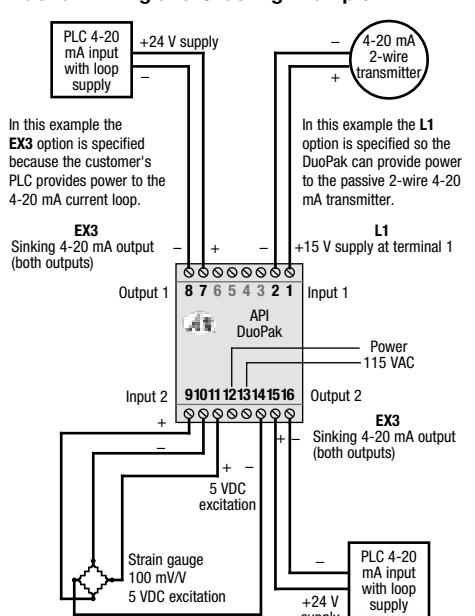 PLC 4-20
mA input
with loop
supply
+24 V supply
–
–
+
4-20 mA
2-wire
transmitter
In this example the
EX3 option is specified
because the customer's
PLC provides power to the
4-20 mA current loop.
In this example the L1
option is specified so the
DuoPak can provide power
to the passive 2-wire 4-20
mA transmitter.
EX3
Sinking 4-20 mA output
(both outputs)
– +
L1
– +15 V supply at terminal 1
Output 1 8 7 6 5 4 3 2 1 Input 1
API
DuoPak
Power
115 VAC
Input 2 9 10 11 12 13 14 15 16 Output 2
+
–
+ –
5 VDC
excitation
+ –
EX3
Sinking 4-20 mA output
(both outputs)
Strain gauge
100 mV/V
5 VDC excitation
–
+24 V
supply
PLC 4-20
mA input
with loop
supply